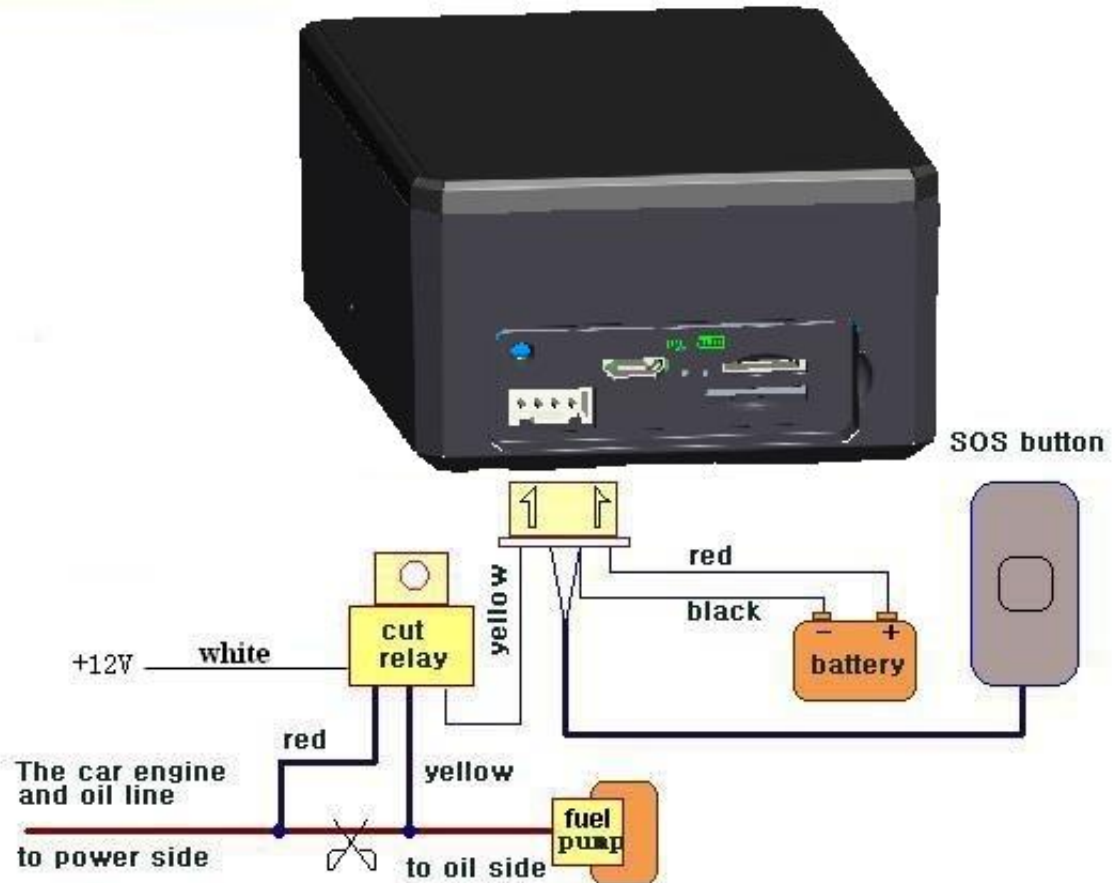 SOS button
red
black
yellow
cut
relay
+12V
white
- +
battery
red
yellow
The car engine
and oil line
fuel
pump
to power side
to oil side